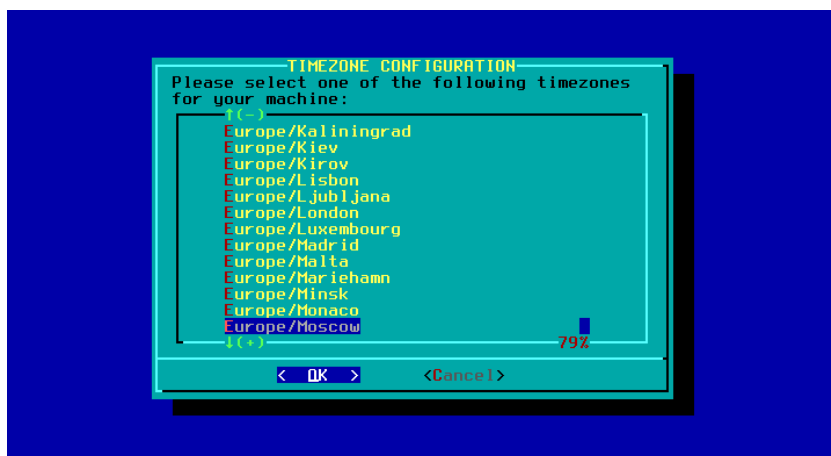 TIMEZONE CONFIGURATION
Please select one of the following timezones
for your machine:
↑(-)
Europe/Kaliningrad
Europe/Kiev
Europe/Kirov
Europe/Lisbon
Europe/Ljubljana
Europe/London
Europe/Luxembourg
Europe/Madrid
Europe/Malta
Europe/Mariehamn
Europe/Minsk
Europe/Monaco
Europe/Moscow
↓(+) 79%
< OK > <Cancel>